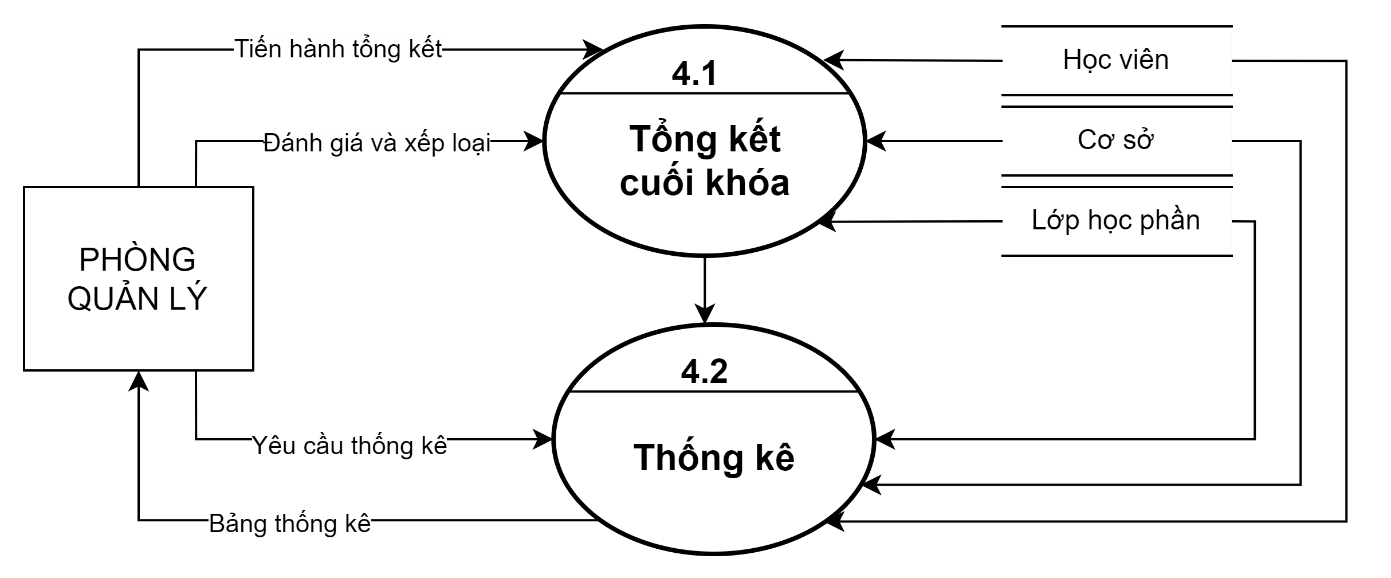 Tiến hành tổng kết
Đánh giá và xếp loại
PHÒNG
QUẢN LÝ
Yêu cầu thống kê
Bảng thống kê
4.1
Tổng kết
cuối khóa
4.2
Thống kê
Học viên
Cơ sở
Lớp học phần